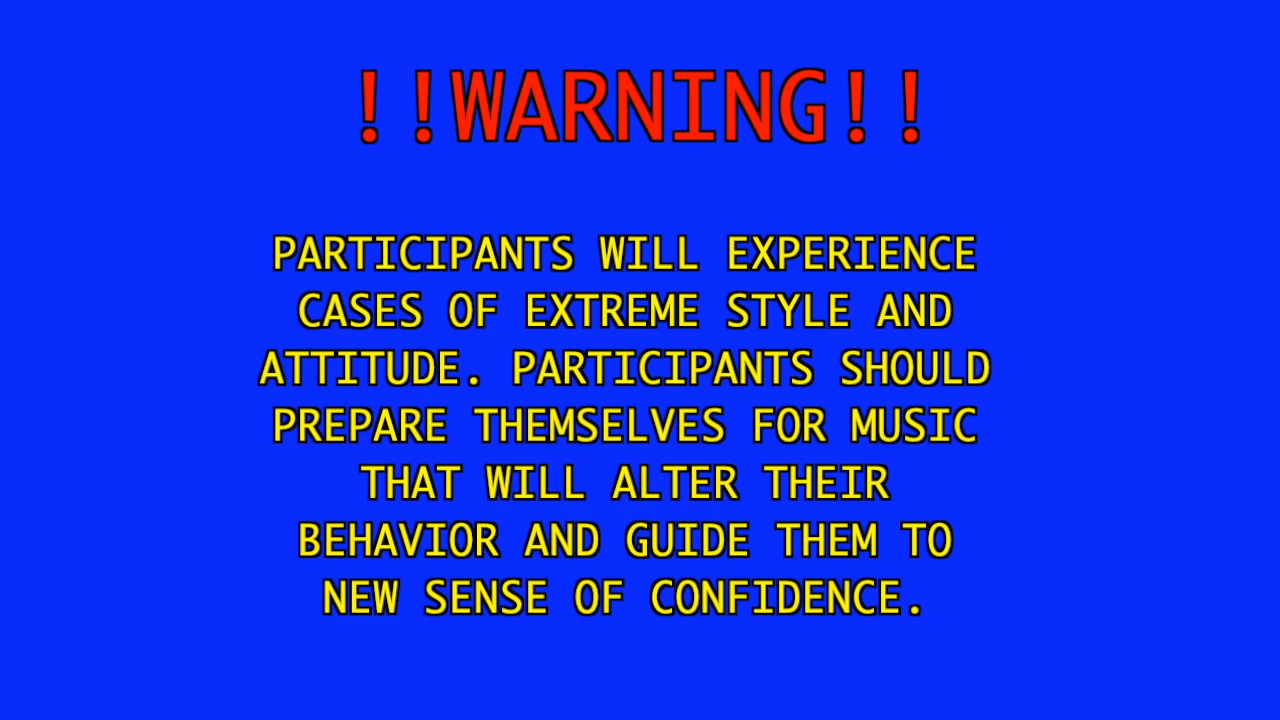 !!WARNING!!
PARTICIPANTS WILL EXPERIENCE
CASES OF EXTREME STYLE AND
ATTITUDE. PARTICIPANTS SHOULD
PREPARE THEMSELVES FOR MUSIC
THAT WILL ALTER THEIR
BEHAVIOR AND GUIDE THEM TO
NEW SENSE OF CONFIDENCE.